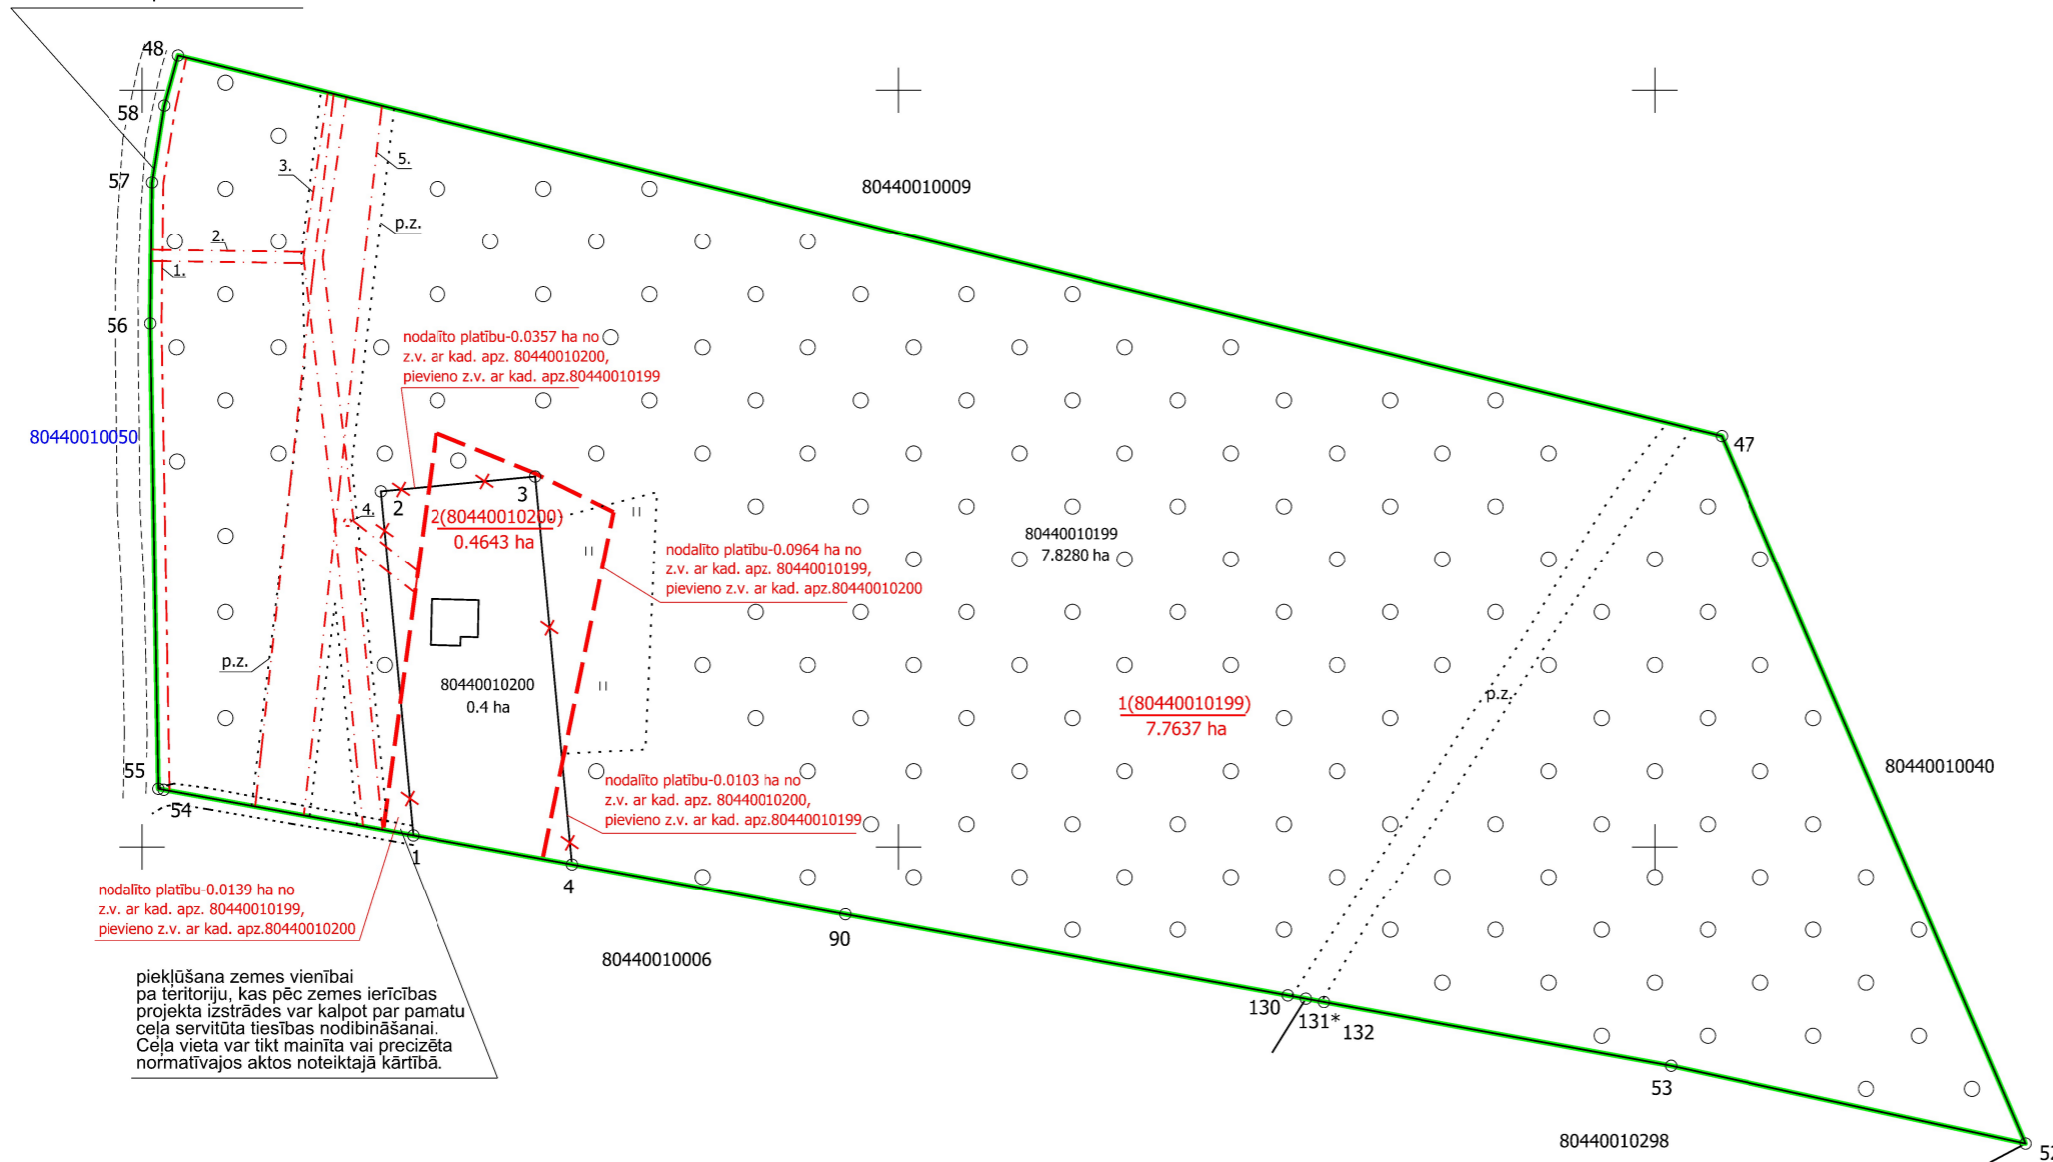 48
58
57
3.
5.
80440010009
p.z.
2.
1.
56
nodalīto platību-0.0357 ha no
z.v. ar kad. apz. 80440010200,
pievieno z.v. ar kad. apz.80440010199
80440010050
47
2
3
4.
2(80440010200)
0.4643 ha
80440010199
7.8280 ha
nodalīto platību-0.0964 ha no
z.v. ar kad. apz. 80440010199,
pievieno z.v. ar kad. apz.80440010200
p.z.
80440010200
0.4 ha
1(80440010199)
7.7637 ha
p.z.
80440010040
55
54
nodalīto platību-0.0103 ha no
z.v. ar kad. apz. 80440010200,
pievieno z.v. ar kad. apz.80440010199
1
4
nodalīto platību-0.0139 ha no
z.v. ar kad. apz. 80440010199,
pievieno z.v. ar kad. apz.80440010200
90
80440010006
piekļūšana zemes vienībai
pa teritoriju, kas pēc zemes ierīcības
projekta izstrādes var kalpot par pamatu
ceļa servitūta tiesības nodibināšanai.
Ceļa vieta var tikt mainīta vai precizēta
normatīvajos aktos noteiktajā kārtībā.
130
131*
132
53
80440010298